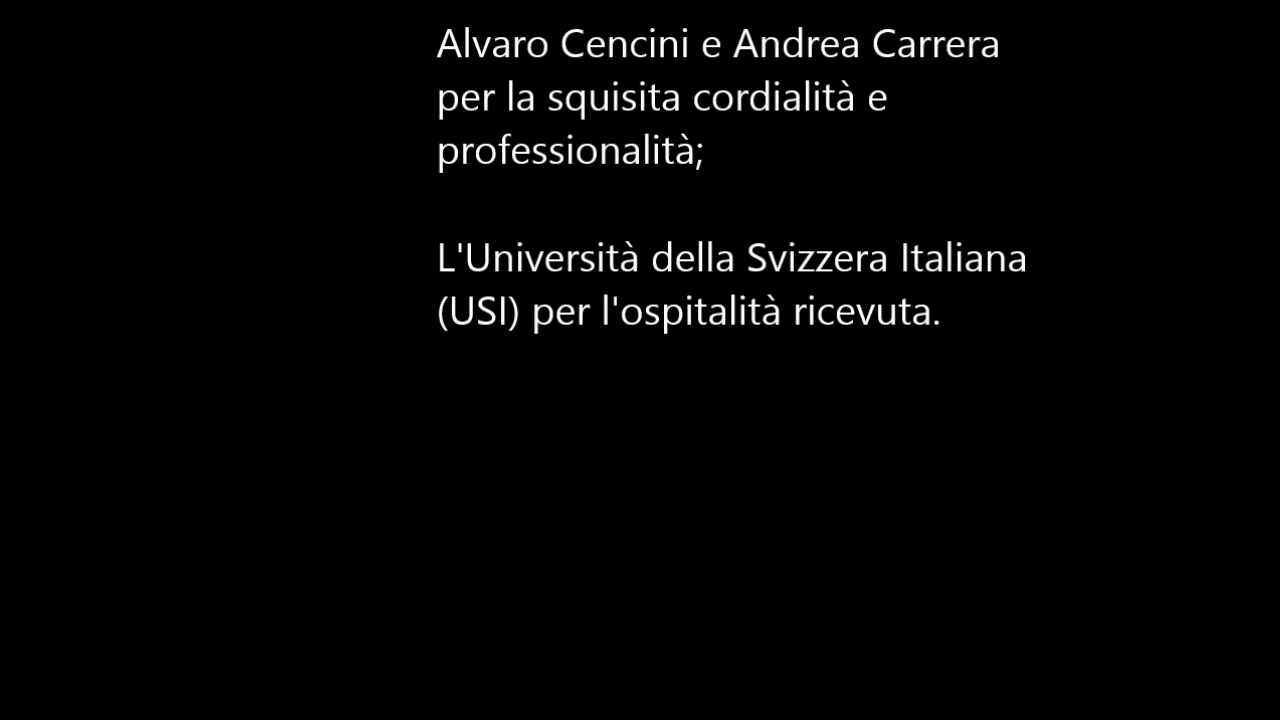 Alvaro Cencini e Andrea Carrera
per la squisita cordialità e
professionalità;
L'Università della Svizzera Italiana
(USI) per l'ospitalità ricevuta.